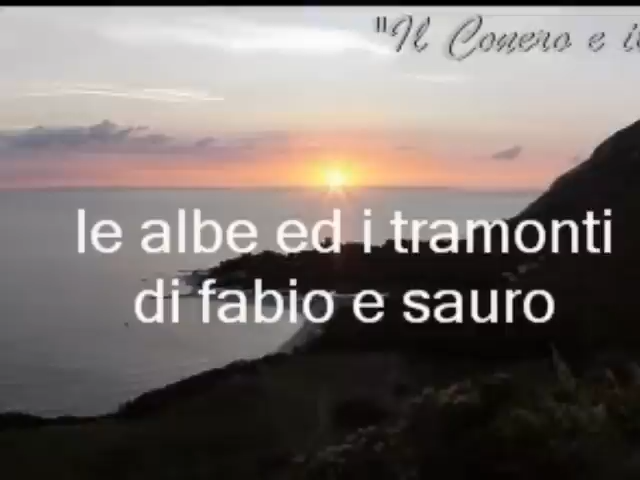 "Il Conero e i
le albe ed i tramonti
di fabio e sauro